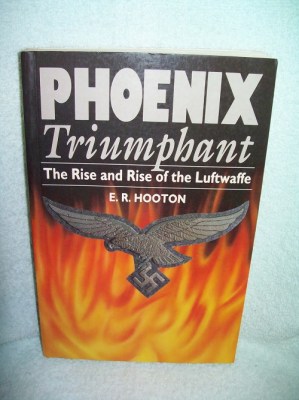 PHOENIX
Triumphant
The Rise and Rise of the Luftwaffe
E. R. HOOTON